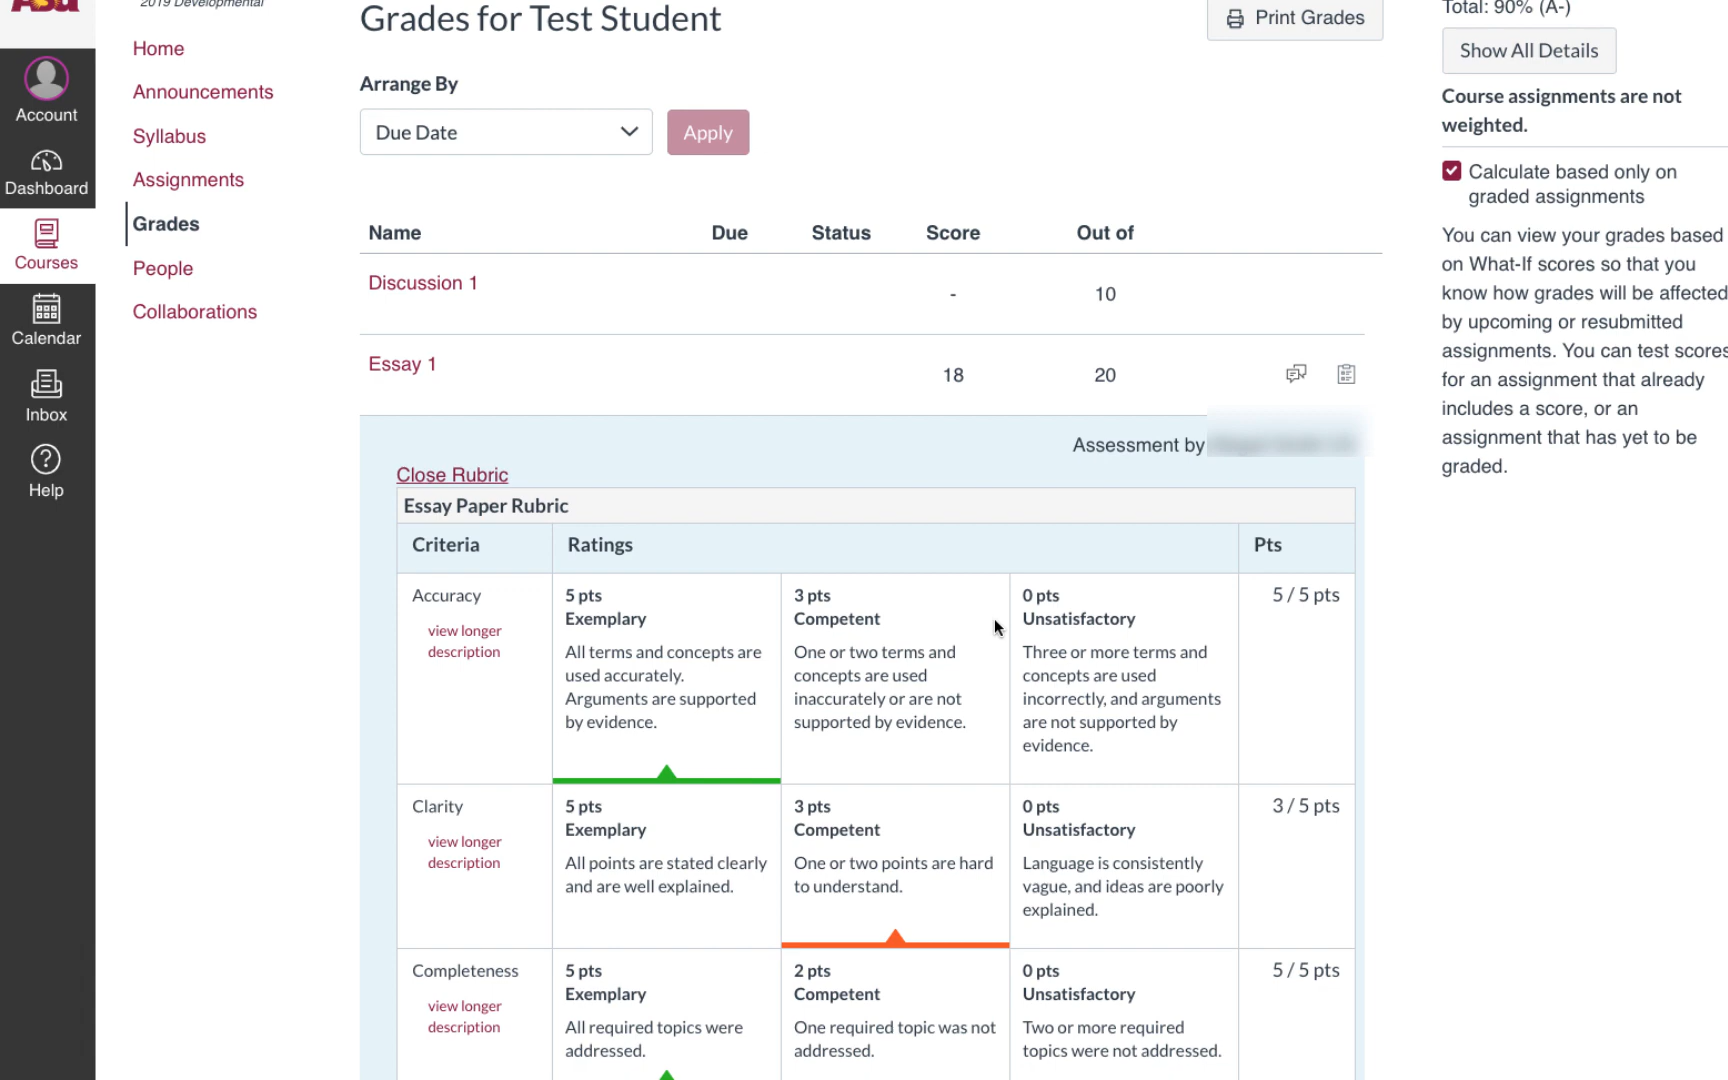 ASU
2019 Developmental
Account
Dashboard
Courses
Calendar
Inbox
Help
Home
Announcements
Syllabus
Assignments
Grades
People
Collaborations
Grades for Test Student
Print Grades
Arrange By
Due Date
Apply
Name Due Status Score Out of
Discussion 1 - 10
Essay 1 18 20
Assessment by
Close Rubric
Essay Paper Rubric
Criteria Ratings Pts
Accuracy
view longer
description
5 pts
Exemplary
All terms and concepts are
used accurately.
Arguments are supported
by evidence.
3 pts
Competent
One or two terms and
concepts are used
inaccurately or are not
supported by evidence.
0 pts
Unsatisfactory
Three or more terms and
concepts are used
incorrectly, and arguments
are not supported by
evidence.
5 / 5 pts
Clarity
view longer
description
5 pts
Exemplary
All points are stated clearly
and are well explained.
3 pts
Competent
One or two points are hard
to understand.
0 pts
Unsatisfactory
Language is consistently
vague, and ideas are poorly
explained.
3 / 5 pts
Completeness
view longer
description
5 pts
Exemplary
All required topics were
addressed.
2 pts
Competent
One required topic was not
addressed.
0 pts
Unsatisfactory
Two or more required
topics were not addressed.
5 / 5 pts
Total: 90% (A-)
Show All Details
Course assignments are not
weighted.
Calculate based only on
graded assignments
You can view your grades based
on What-If scores so that you
know how grades will be affected
by upcoming or resubmitted
assignments. You can test scores
for an assignment that already
includes a score, or an
assignment that has yet to be
graded.